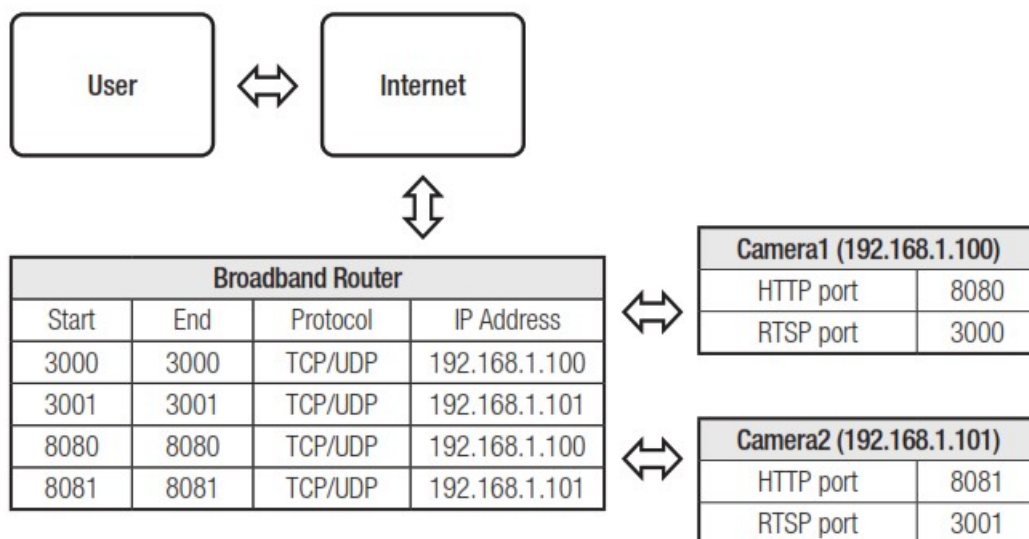 User
Internet
Broadband Router
Start End Protocol IP Address
3000 3000 TCP/UDP 192.168.1.100
3001 3001 TCP/UDP 192.168.1.101
8080 8080 TCP/UDP 192.168.1.100
8081 8081 TCP/UDP 192.168.1.101
Camera1 (192.168.1.100)
HTTP port 8080
RTSP port 3000
Camera2 (192.168.1.101)
HTTP port 8081
RTSP port 3001